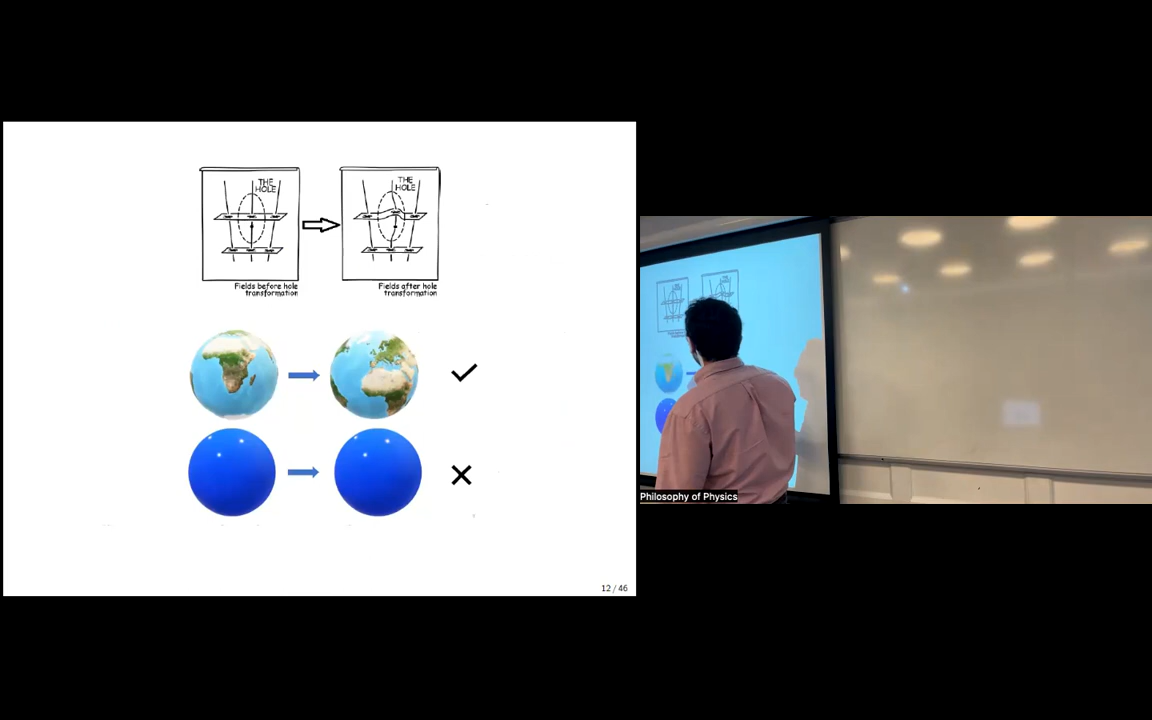 THE
HOLE
THE
HOLE
Fields before hole
transformation
Fields after hole
transformation
12 / 46
Philosophy of Physics